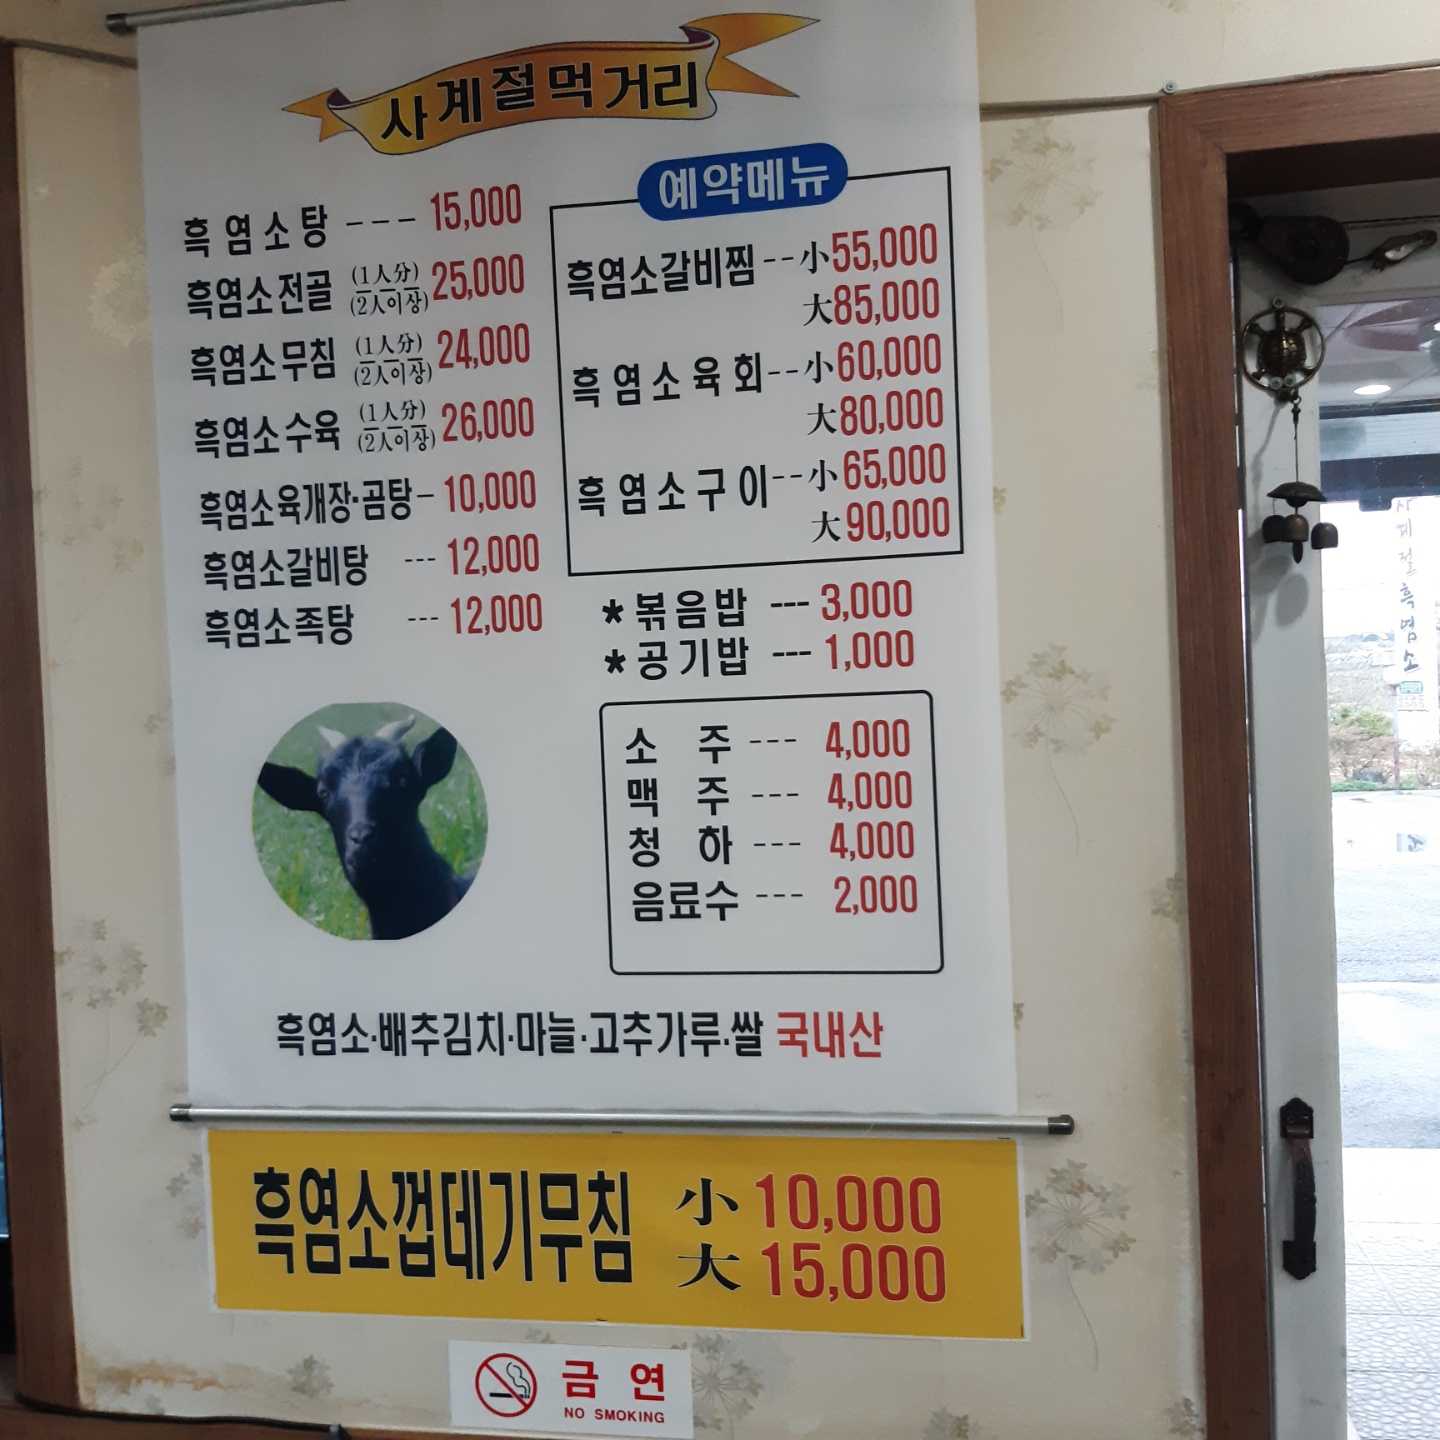 사계절먹거리
흑염소탕 --- 15,000
흑염소전골 (1人分) (2人이상) 25,000
흑염소무침 (1人分) (2人이상) 24,000
흑염소수육 (1人分) (2人이상) 26,000
흑염소육개장·곰탕 - 10,000
흑염소갈비탕 --- 12,000
흑염소족탕 --- 12,000
예약메뉴
흑염소갈비찜 -- 小 55,000
大 85,000
흑염소육회 -- 小 60,000
大 80,000
흑염소구이 -- 小 65,000
大 90,000
*볶음밥 --- 3,000
*공기밥 --- 1,000
소주 --- 4,000
맥주 --- 4,000
청하 --- 4,000
음료수 --- 2,000
흑염소·배추김치·마늘·고추가루·쌀 국내산
흑염소껍데기무침 小 10,000
大 15,000
금연
NO SMOKING
사계절흑염소